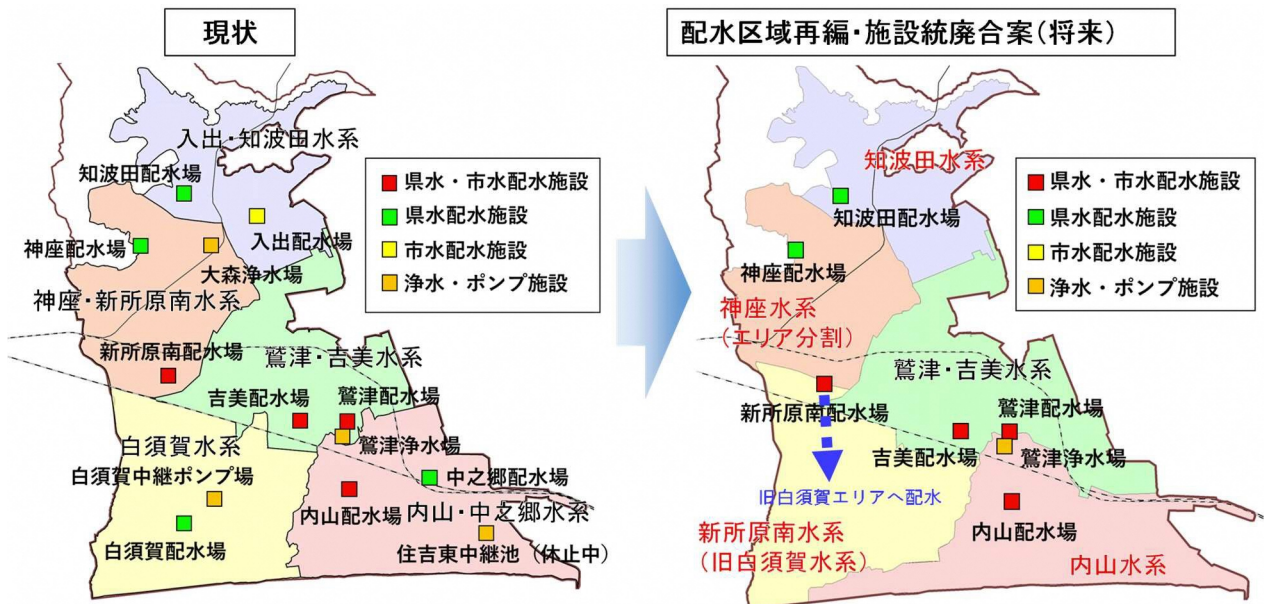 現状
入出・知波田水系
知波田配水場
入出配水場
神座配水場
大森浄水場
神座・新所原南水系
新所原南配水場
鷲津・吉美水系
吉美配水場
鷲津配水場
鷲津浄水場
白須賀水系
白須賀中継ポンプ場
中之郷配水場
内山配水場
内山・中之郷水系
白須賀配水場
住吉東中継池（休止中）
県水・市水配水施設
県水配水施設
市水配水施設
浄水・ポンプ施設
配水区域再編・施設統廃合案（将来）
知波田水系
知波田配水場
神座配水場
神座水系
（エリア分割）
鷲津・吉美水系
新所原南配水場
鷲津配水場
吉美配水場
鷲津浄水場
旧白須賀エリアへ配水
内山配水場
新所原南水系
（旧白須賀水系）
内山水系
県水・市水配水施設
県水配水施設
市水配水施設
浄水・ポンプ施設